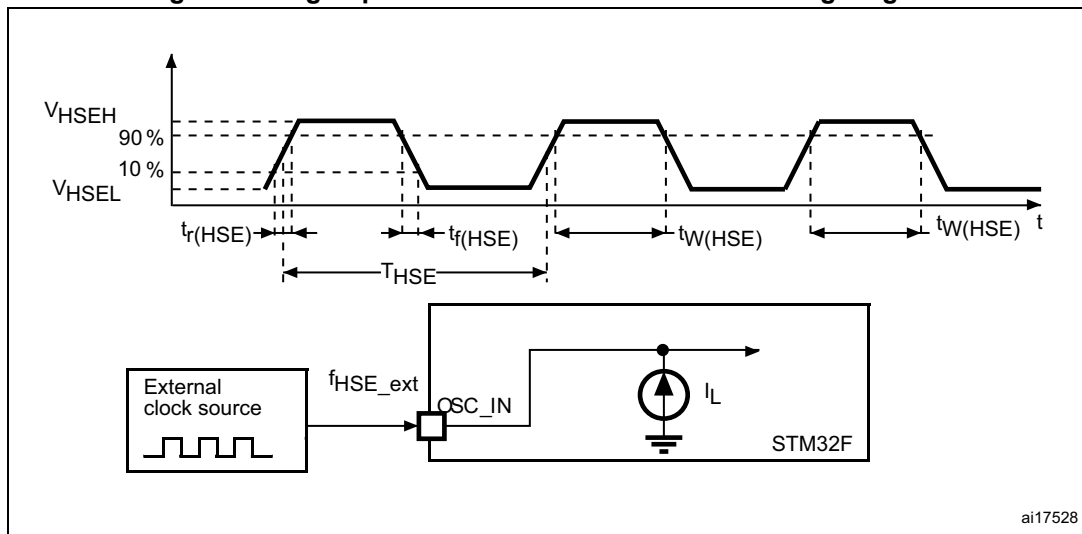 VHSEH
90 %
10 %
VHSEL
tr(HSE)
tf(HSE)
tW(HSE)
tW(HSE)
t
THSE
External
clock source
fHSE_ext
OSC_IN
IL
STM32F
ai17528